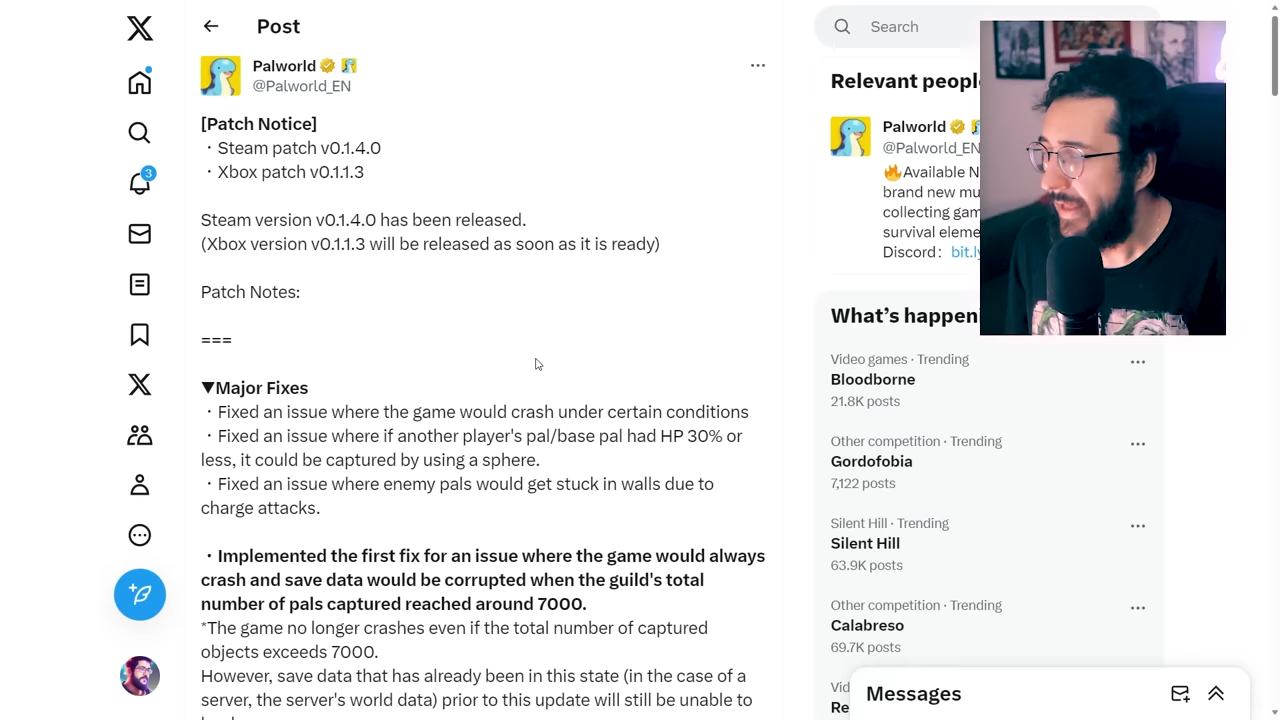 Post
Search
Palworld
@Palworld_EN
[Patch Notice]
・Steam patch v0.1.4.0
・Xbox patch v0.1.1.3
Steam version v0.1.4.0 has been released.
(Xbox version v0.1.1.3 will be released as soon as it is ready)
Patch Notes:
===
▼Major Fixes
・Fixed an issue where the game would crash under certain conditions
・Fixed an issue where if another player's pal/base pal had HP 30% or
less, it could be captured by using a sphere.
・Fixed an issue where enemy pals would get stuck in walls due to
charge attacks.
・Implemented the first fix for an issue where the game would always
crash and save data would be corrupted when the guild's total
number of pals captured reached around 7000.
*The game no longer crashes even if the total number of captured
objects exceeds 7000.
However, save data that has already been in this state (in the case of a
server, the server's world data) prior to this update will still be unable to
3
Relevant people
Palworld
@Palworld_EN
🔥Available N
brand new mu
collecting gam
survival eleme
Discord: bit.ly
What's happen
Video games · Trending
Bloodborne
21.8K posts
Other competition · Trending
Gordofobia
7,122 posts
Silent Hill · Trending
Silent Hill
63.9K posts
Other competition · Trending
Calabreso
69.7K posts
Vid
Re
Messages